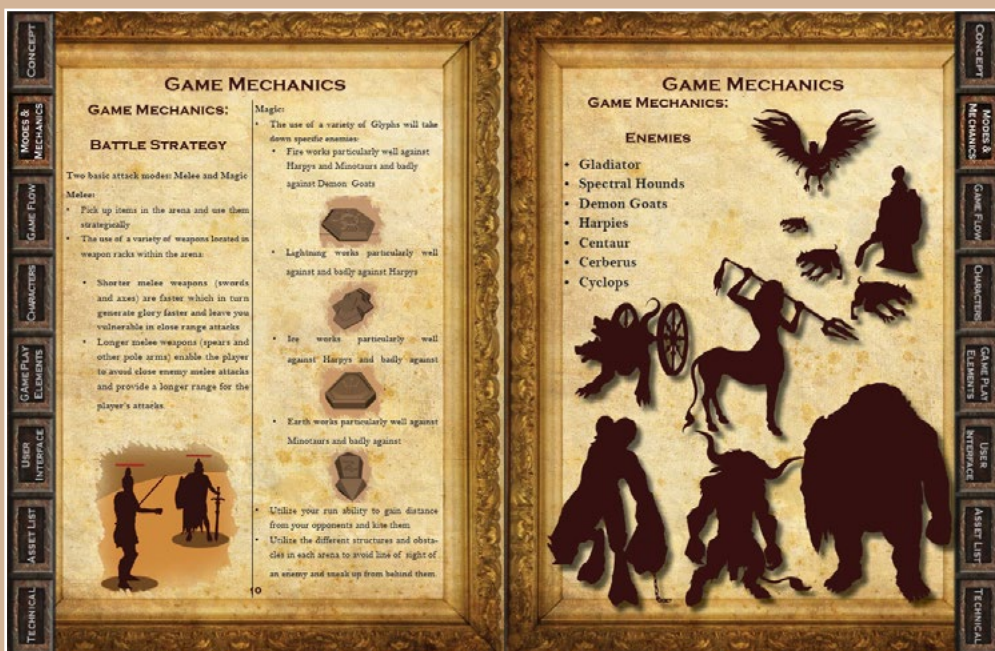 CONCEPT
MODES &
MECHANICS
GAME FLOW
CHARACTERS
GAME PLAY
ELEMENTS
USER
INTERFACE
ASSET LIST
TECHNICAL
GAME MECHANICS
GAME MECHANICS:
BATTLE STRATEGY
Two basic attack modes: Melee and Magic
Melee:
• Pick up items in the arena and use them
strategically
• The use of a variety of weapons located in
weapon racks within the arena:
• Shorter melee weapons (swords
and axes) are faster which in turn
generate glory faster and leave you
vulnerable in close range attacks
• Longer melee weapons (spears and
other pole arms) enable the player
to avoid close enemy melee attacks
and provide a longer range for the
player's attacks.
Magic:
• The use of a variety of Glyphs will take
down specific enemies:
• Fire works particularly well against
Harpys and Minotaurs and badly
against Demon Goats
• Lightning works particularly well
against and badly against Harpys
• Ice works particularly well
against Harpys and badly against
• Earth works particularly well against
Minotaurs and badly against
• Utilize your run ability to gain distance
from your opponents and kite them
• Utilize the different structures and obsta-
cles in each arena to avoid line of sight of
an enemy and sneak up from behind them.
10
GAME MECHANICS
GAME MECHANICS:
ENEMIES
• Gladiator
• Spectral Hounds
• Demon Goats
• Harpies
• Centaur
• Cerberus
• Cyclops
CONCEPT
MODES &
MECHANICS
GAME FLOW
CHARACTERS
GAME PLAY
ELEMENTS
USER
INTERFACE
ASSET LIST
TECHNICAL